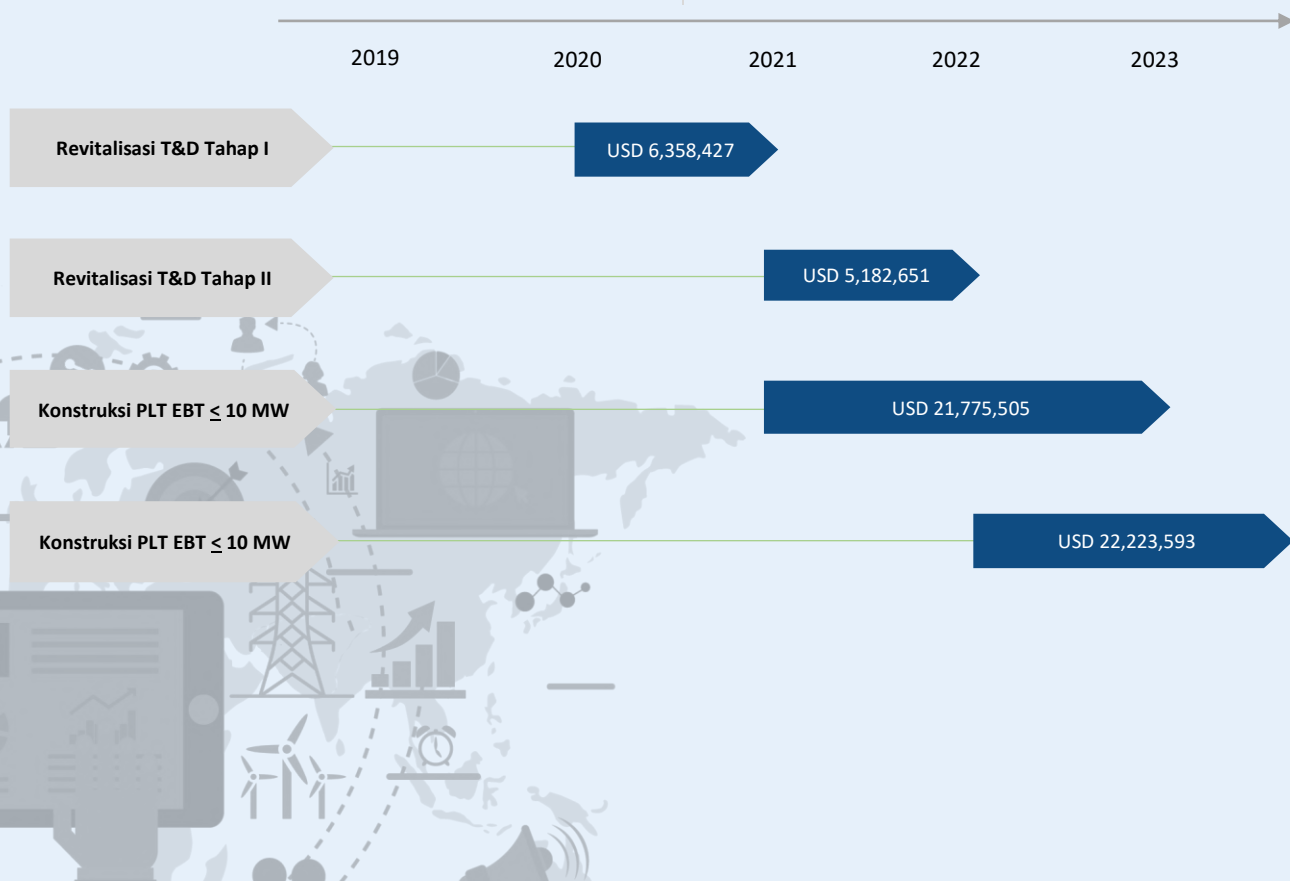 2019 2020 2021 2022 2023
Revitalisasi T&D Tahap I USD 6,358,427
Revitalisasi T&D Tahap II USD 5,182,651
Konstruksi PLT EBT < 10 MW USD 21,775,505
Konstruksi PLT EBT < 10 MW USD 22,223,593